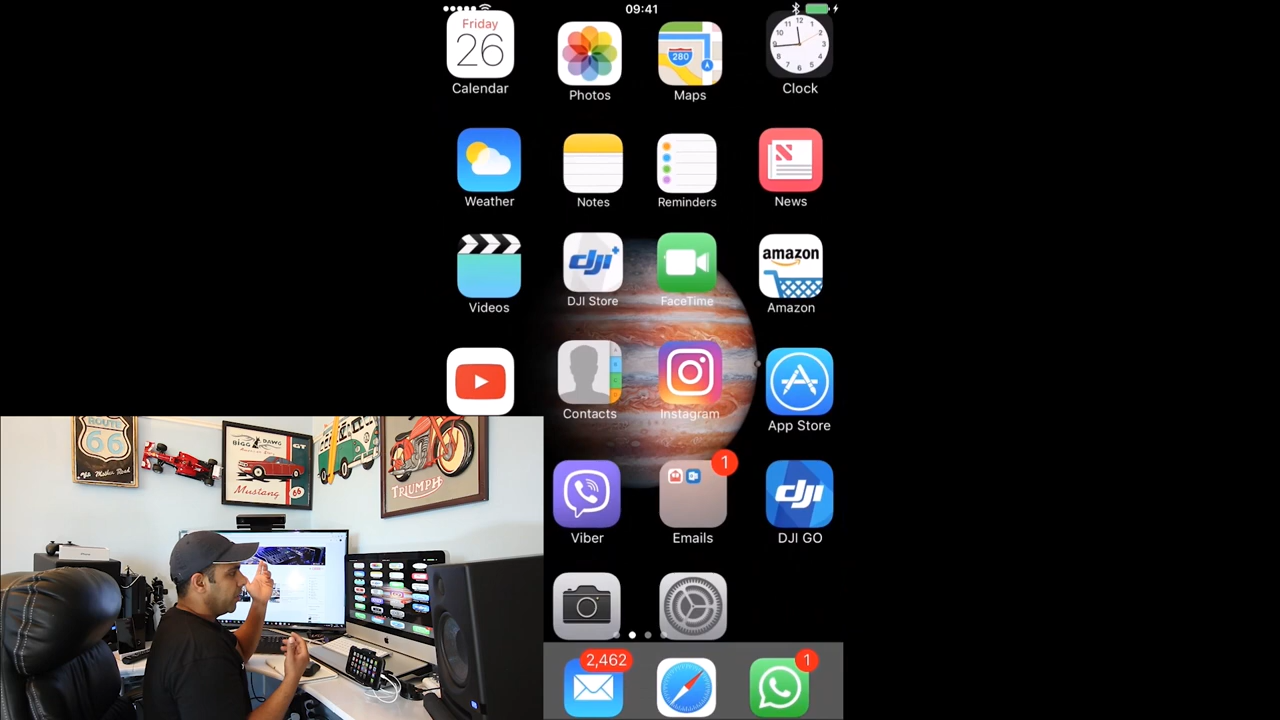 09:41
Friday
26
280
Calendar
Photos
Maps
Clock
Weather
Notes
Reminders
News
dji+
amazon
Videos
DJI Store
FaceTime
Amazon
Contacts
Instagram
App Store
1
dji
Viber
Emails
DJI GO
2,462
1
ROUTE
66
BIGG DAWG
GT
Mustang
66
TRIUMPH